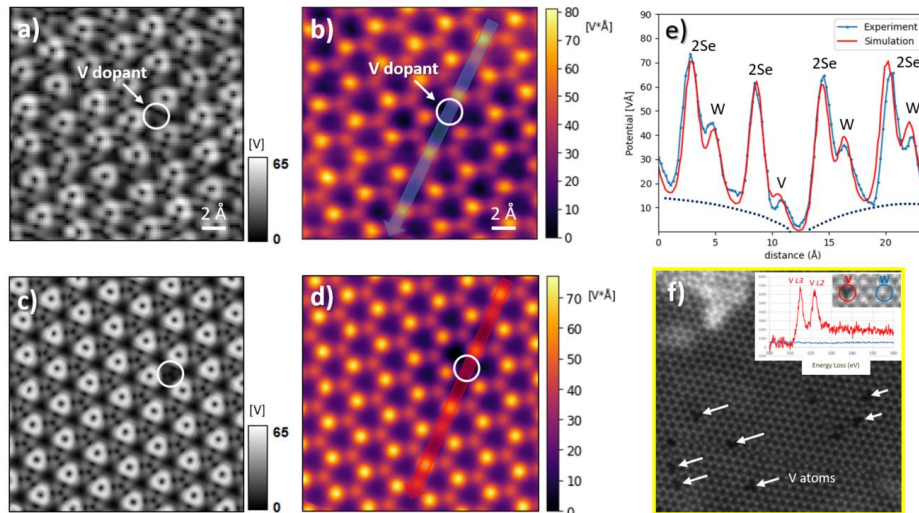 a)
V dopant
[V]
65
2 Å
0
b)
V dopant
2 Å
[V*Å]
80
70
60
50
40
30
20
10
0
e)
Experiment
Simulation
2Se
W
2Se
V
2Se
W
2Se
W
Potential [VÅ]
90
80
70
60
50
40
30
20
10
0
5
10
15
20
distance (Å)
c)
[V]
65
0
d)
[V*Å]
70
60
50
40
30
20
10
0
f)
V L3
V L2
V
W
Energy Loss (eV)
V atoms